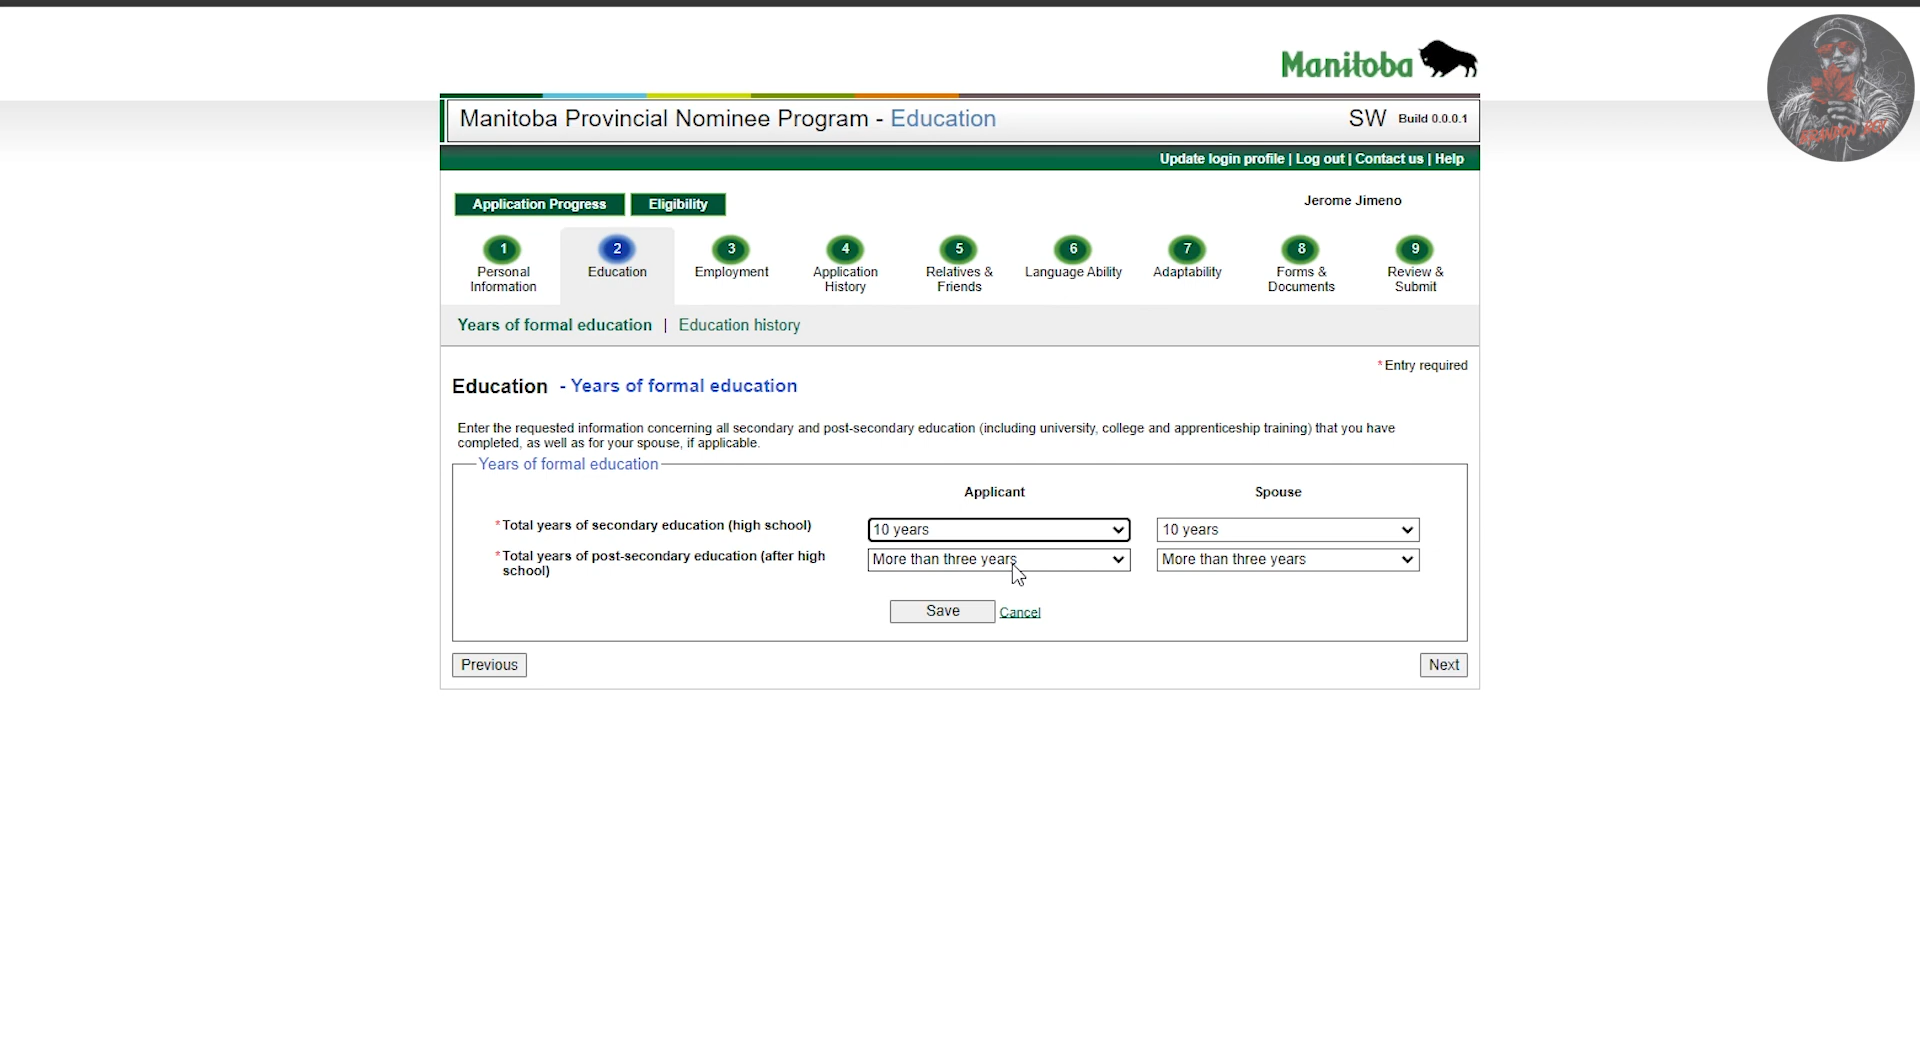 Manitoba
Manitoba Provincial Nominee Program - Education
SW Build 0.0.0.1
Update login profile | Log out | Contact us | Help
Application Progress
Eligibility
Jerome Jimeno
1
Personal
Information
2
Education
3
Employment
4
Application
History
5
Relatives &
Friends
6
Language Ability
7
Adaptability
8
Forms &
Documents
9
Review &
Submit
Years of formal education | Education history
*Entry required
Education - Years of formal education
Enter the requested information concerning all secondary and post-secondary education (including university, college and apprenticeship training) that you have
completed, as well as for your spouse, if applicable.
Years of formal education
Applicant
Spouse
*Total years of secondary education (high school)
10 years
10 years
*Total years of post-secondary education (after high
school)
More than three years
More than three years
Save
Cancel
Previous
Next